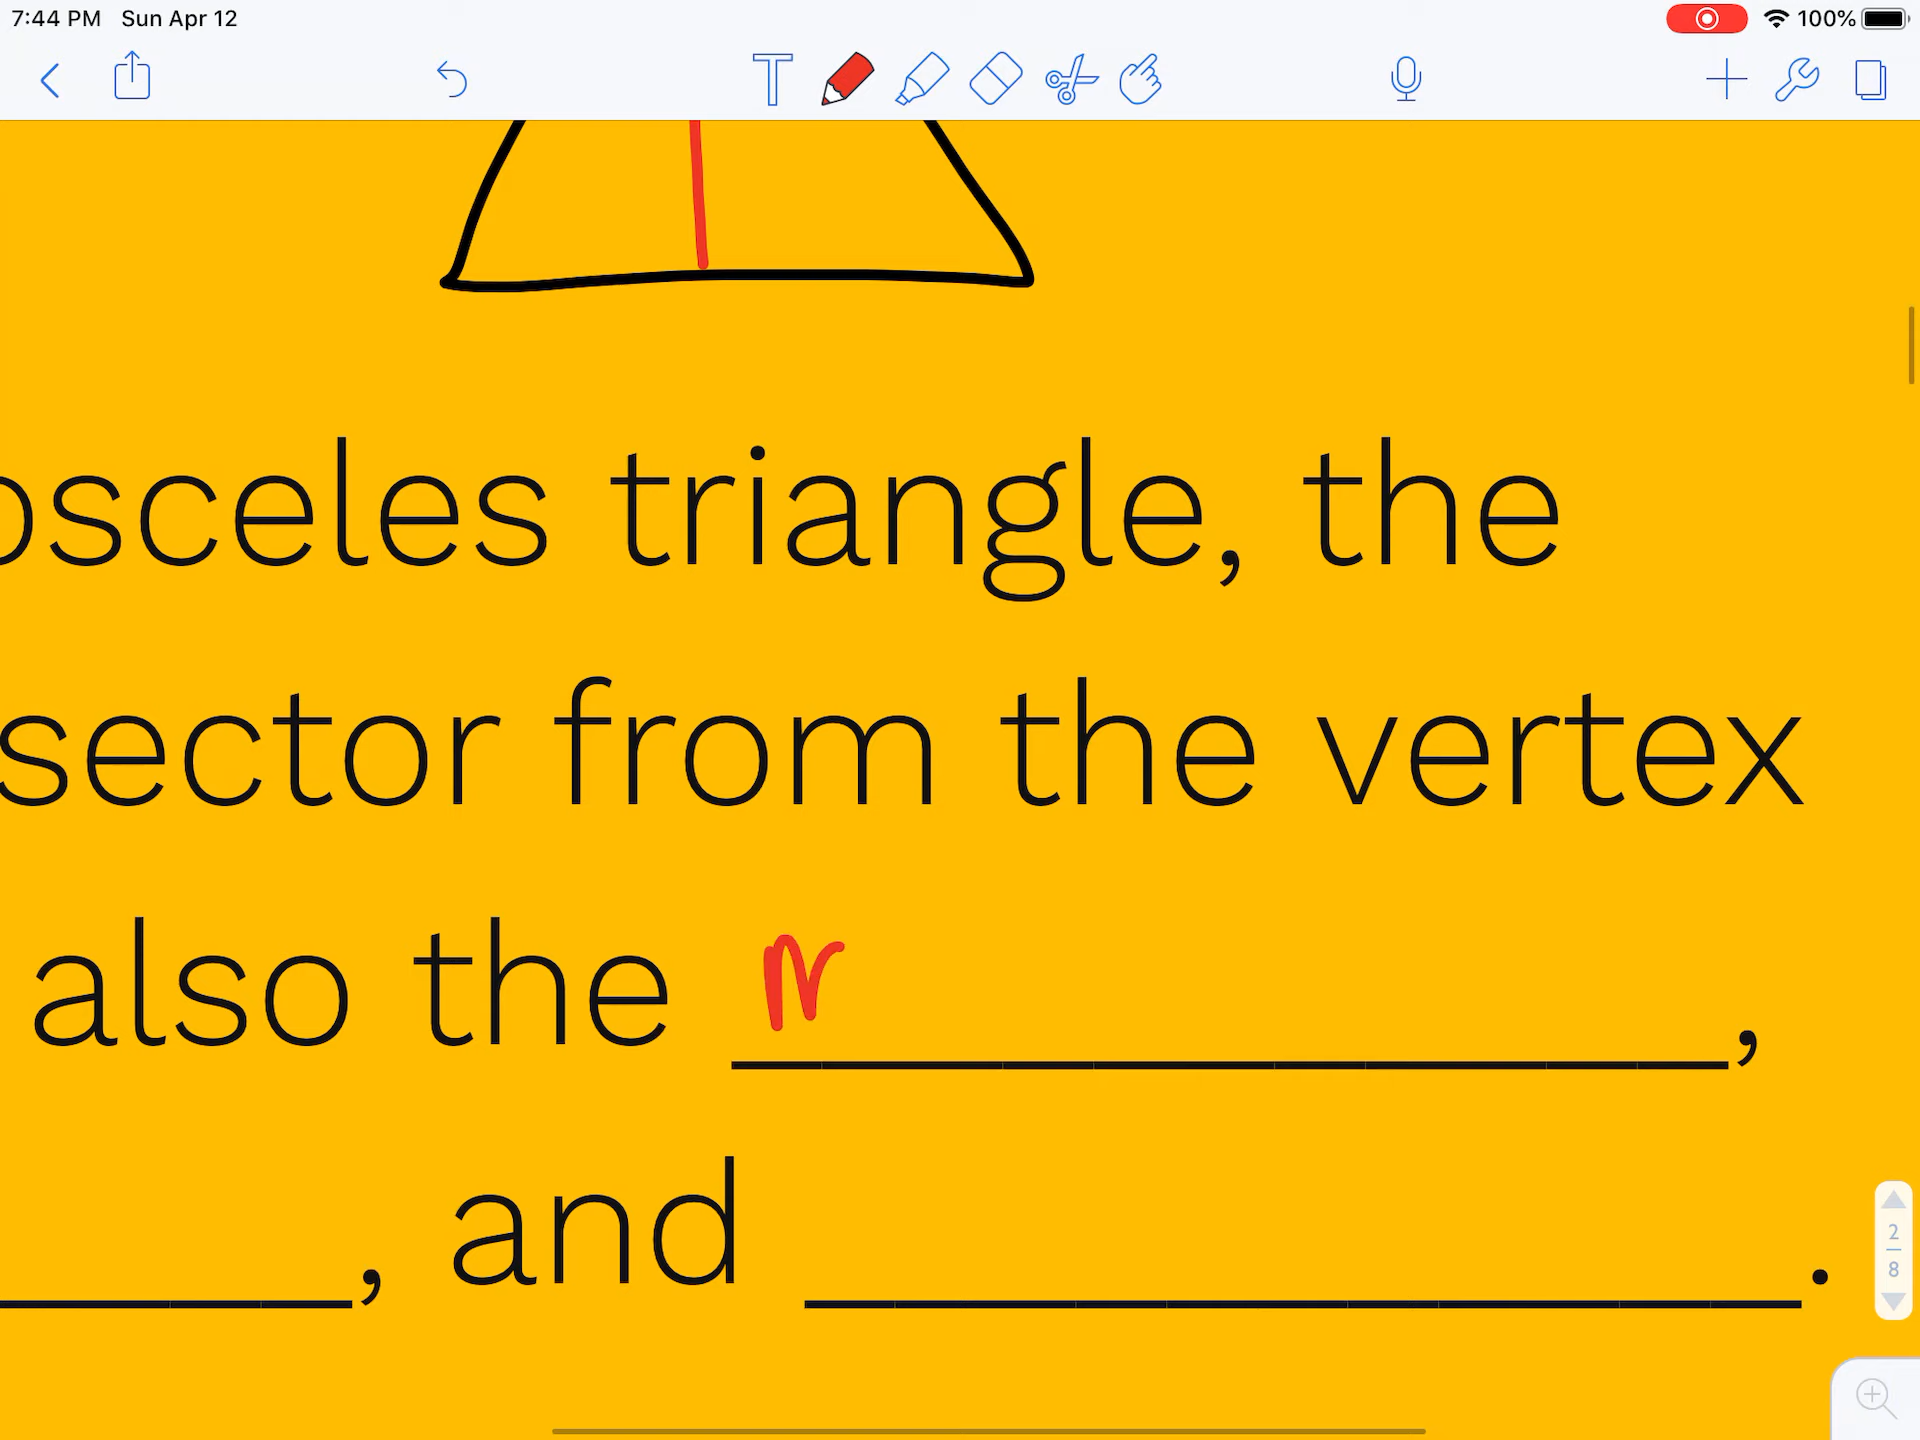 7:44 PM Sun Apr 12
100%
T
osceles triangle, the
sector from the vertex
also the ,
, and .
2
8